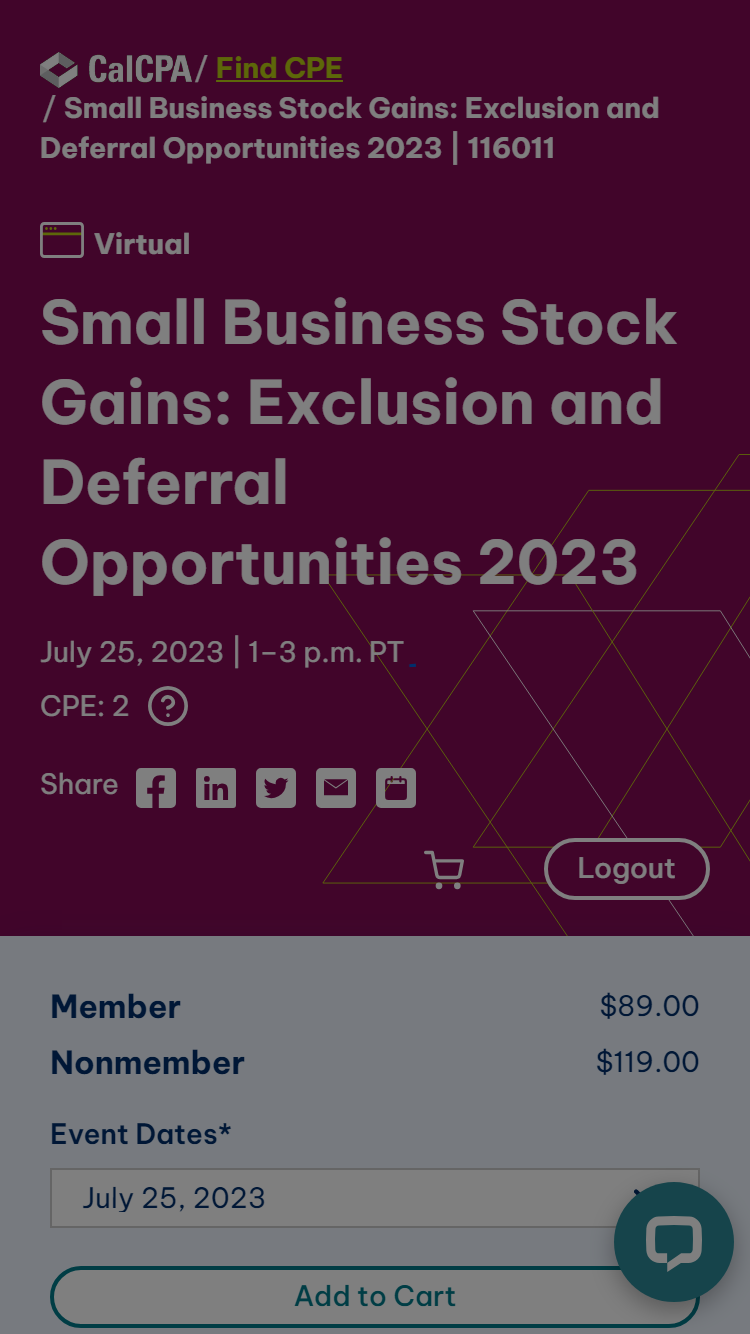 CalCPA / Find CPE
/ Small Business Stock Gains: Exclusion and
Deferral Opportunities 2023 | 116011
Virtual
Small Business Stock
Gains: Exclusion and
Deferral
Opportunities 2023
July 25, 2023 | 1–3 p.m. PT
CPE: 2 ?
Share
Logout
Member $89.00
Nonmember $119.00
Event Dates*
July 25, 2023
Add to Cart